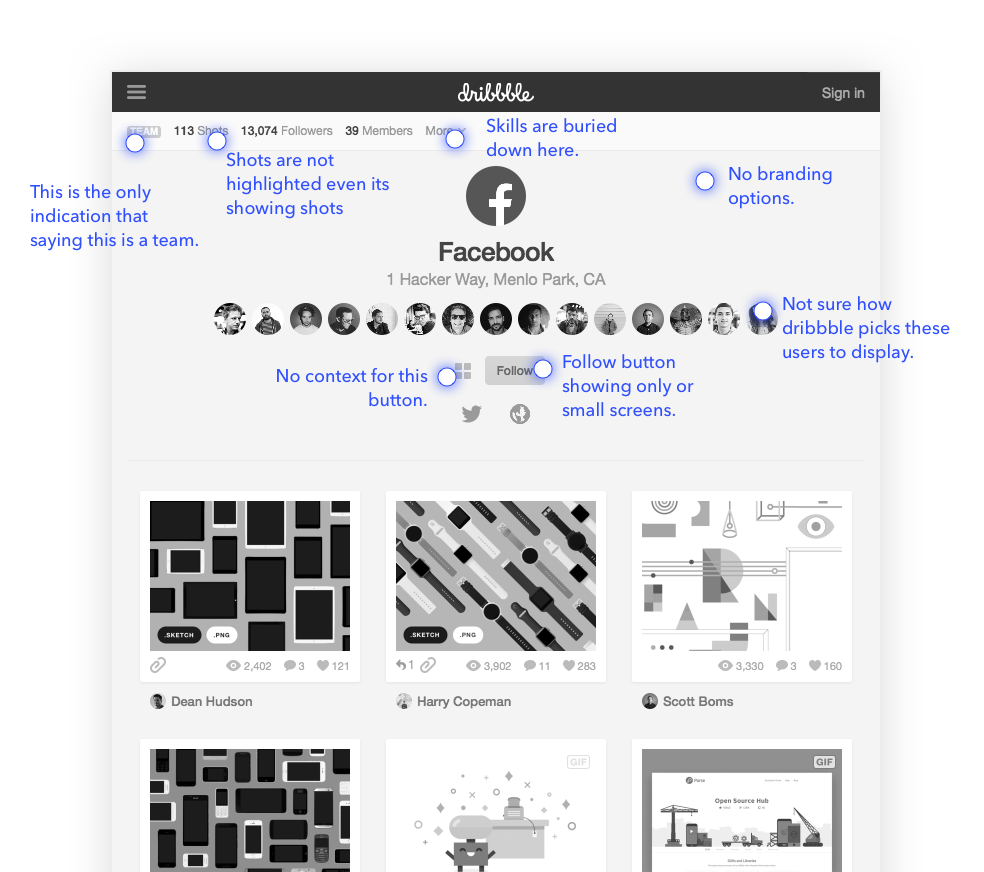 dribbble
Sign in
TEAM 113 Shots 13,074 Followers 39 Members More
Skills are buried
down here.
Shots are not
highlighted even its
showing shots
This is the only
indication that
saying this is a team.
No branding
options.
Facebook
1 Hacker Way, Menlo Park, CA
Not sure how
dribbble picks these
users to display.
No context for this
button.
Follow
Follow button
showing only or
small screens.
.SKETCH .PNG
2,402 3 121
Dean Hudson
.SKETCH .PNG
1 3,902 11 283
Harry Copeman
3,330 3 160
Scott Boms
GIF
GIF
Parse
Open Source Hub